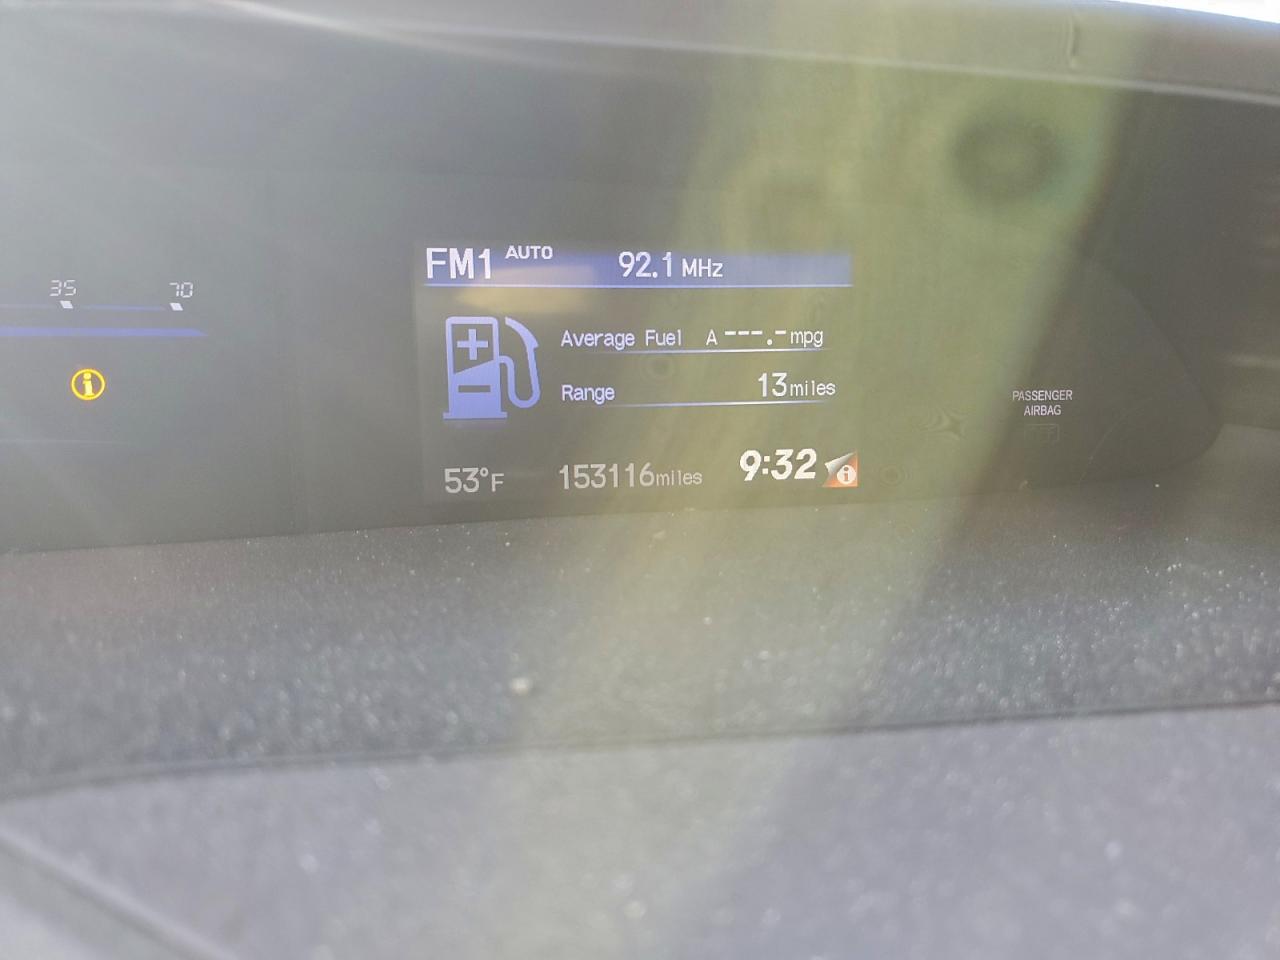 FM1 AUTO 92.1 MHz
35 70
Average Fuel A ---.- mpg
Range 13 miles
PASSENGER
AIRBAG
53°F 153116 miles 9:32